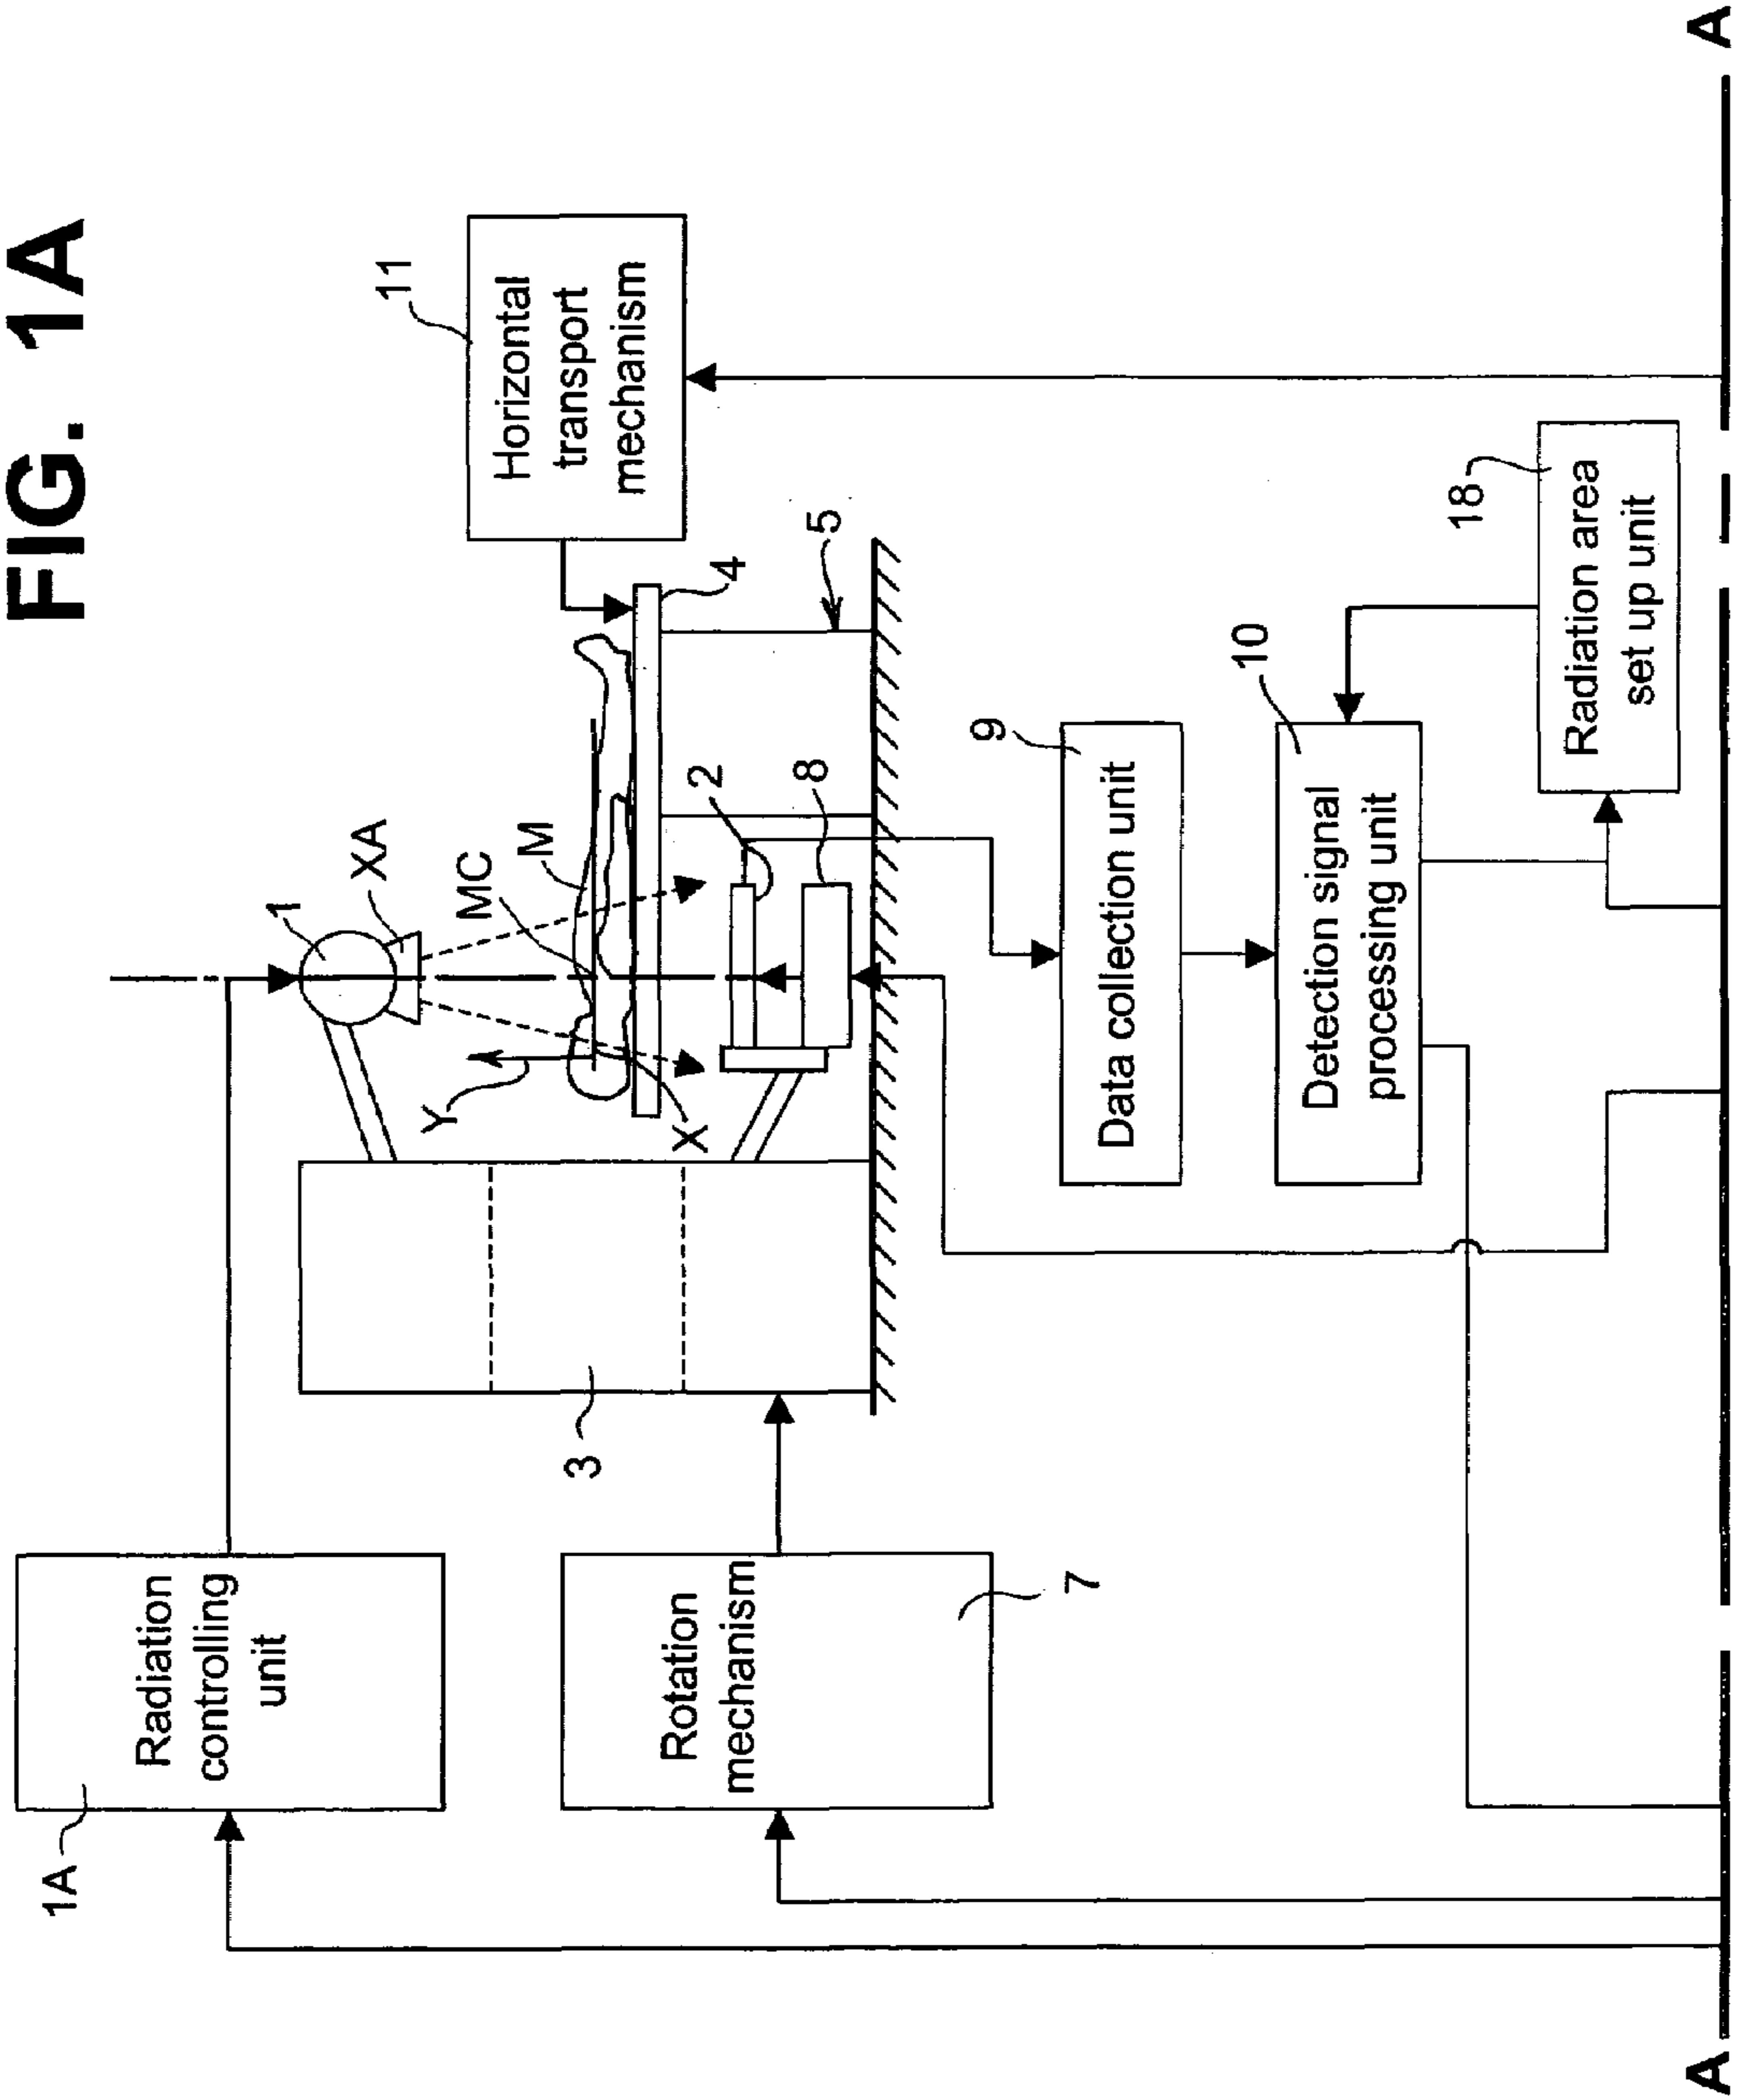 FIG. 1A
Radiation
controlling
unit
1A
Rotation
mechanism
7
3
1
XA
Y
MC
M
X
2
8
4
5
11
Horizontal
transport
mechanism
9
Data collection unit
10
Detection signal
processing unit
18
Radiation area
set up unit
A
A